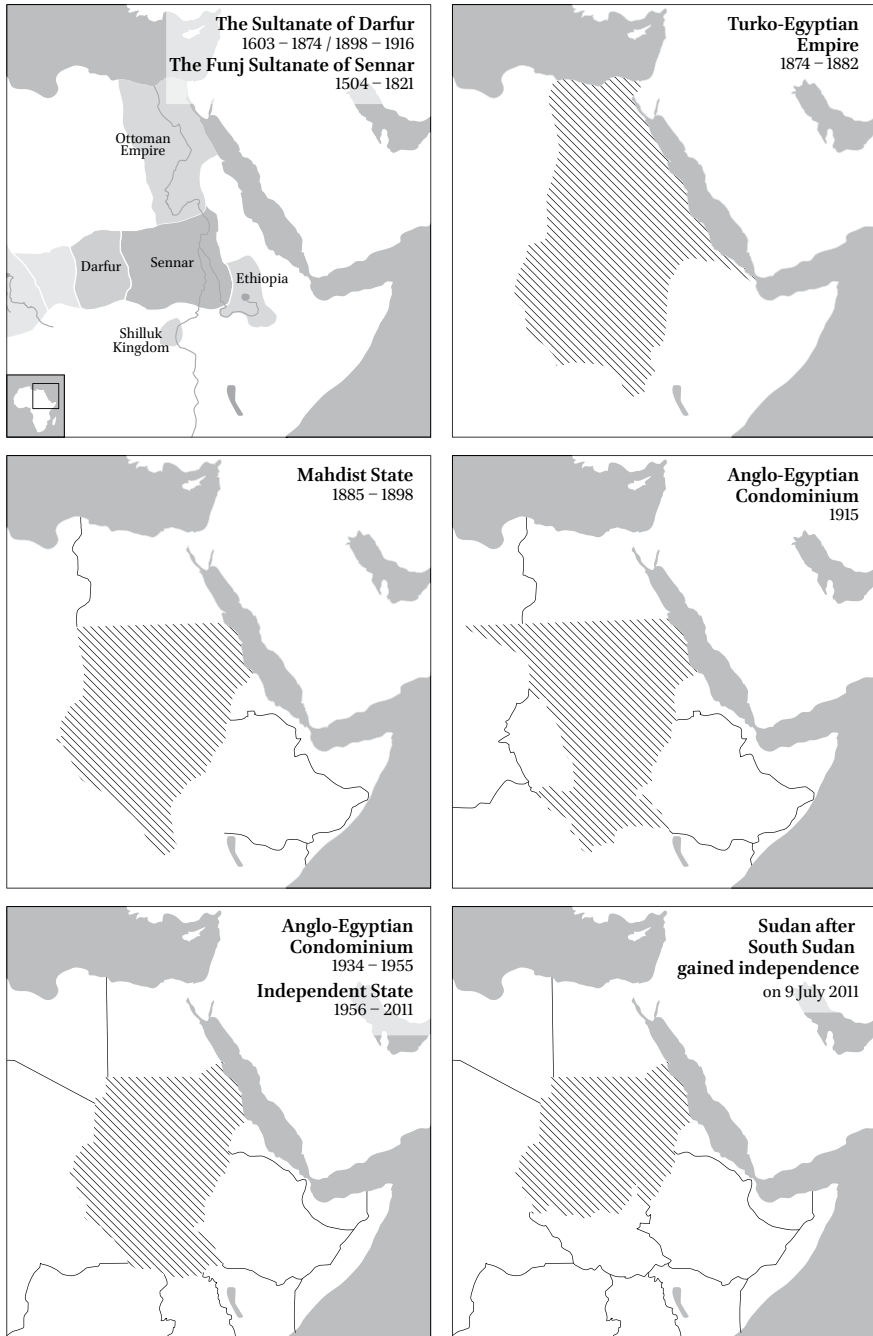 The Sultanate of Darfur
1603 – 1874 / 1898 – 1916
The Funj Sultanate of Sennar
1504 – 1821
Ottoman
Empire
Darfur
Sennar
Ethiopia
Shilluk
Kingdom
Turko-Egyptian
Empire
1874 – 1882
Mahdist State
1885 – 1898
Anglo-Egyptian
Condominium
1915
Anglo-Egyptian
Condominium
1934 – 1955
Independent State
1956 – 2011
Sudan after
South Sudan
gained independence
on 9 July 2011